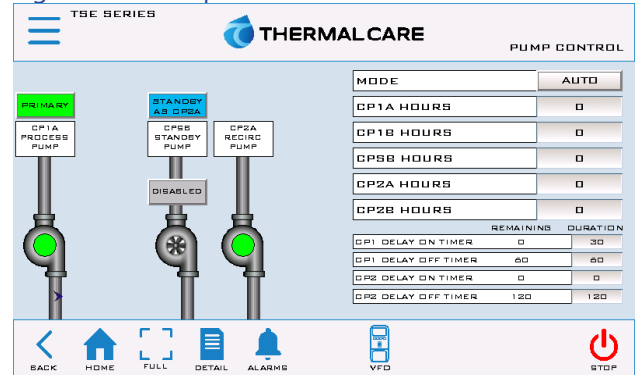 TSE SERIES
THERMALCARE
PUMP CONTROL
PRIMARY
CP1A
PROCESS
PUMP
STANDBY
AS CP2A
CPSB
STANDBY
PUMP
CP2A
RECIRC
PUMP
DISABLED
MODE AUTO
CP1A HOURS 0
CP1B HOURS 0
CPSB HOURS 0
CP2A HOURS 0
CP2B HOURS 0
REMAINING DURATION
CP1 DELAY ON TIMER 0 30
CP1 DELAY OFF TIMER 60 60
CP2 DELAY ON TIMER 0 0
CP2 DELAY OFF TIMER 120 120
BACK HOME FULL DETAIL ALARMS VFD STOP